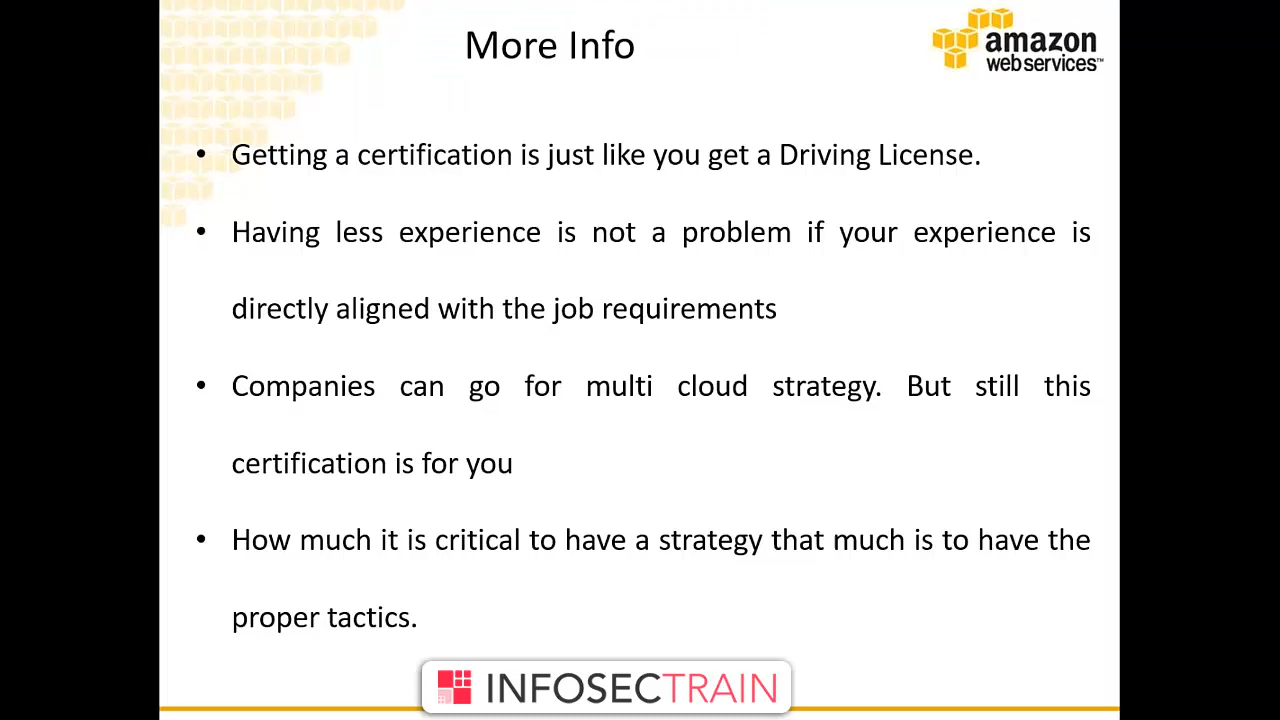 More Info
amazon
webservices™
• Getting a certification is just like you get a Driving License.
• Having less experience is not a problem if your experience is
directly aligned with the job requirements
• Companies can go for multi cloud strategy. But still this
certification is for you
• How much it is critical to have a strategy that much is to have the
proper tactics.
INFOSECTRAIN